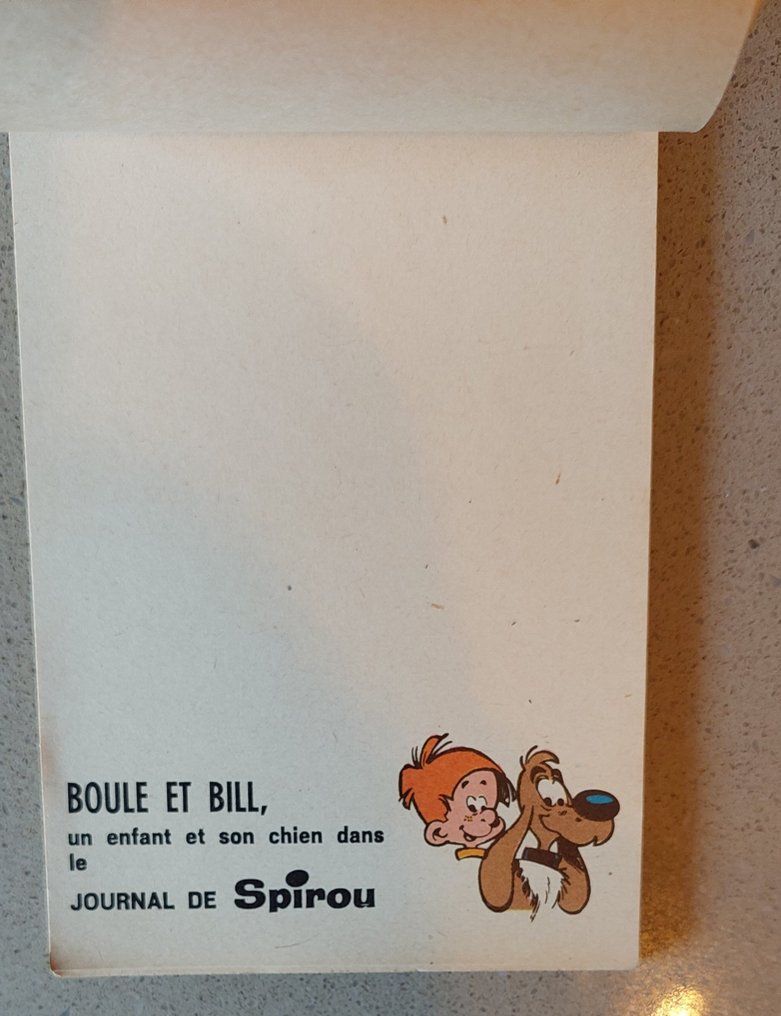 BOULE ET BILL,
un enfant et son chien dans
le
JOURNAL DE Spirou